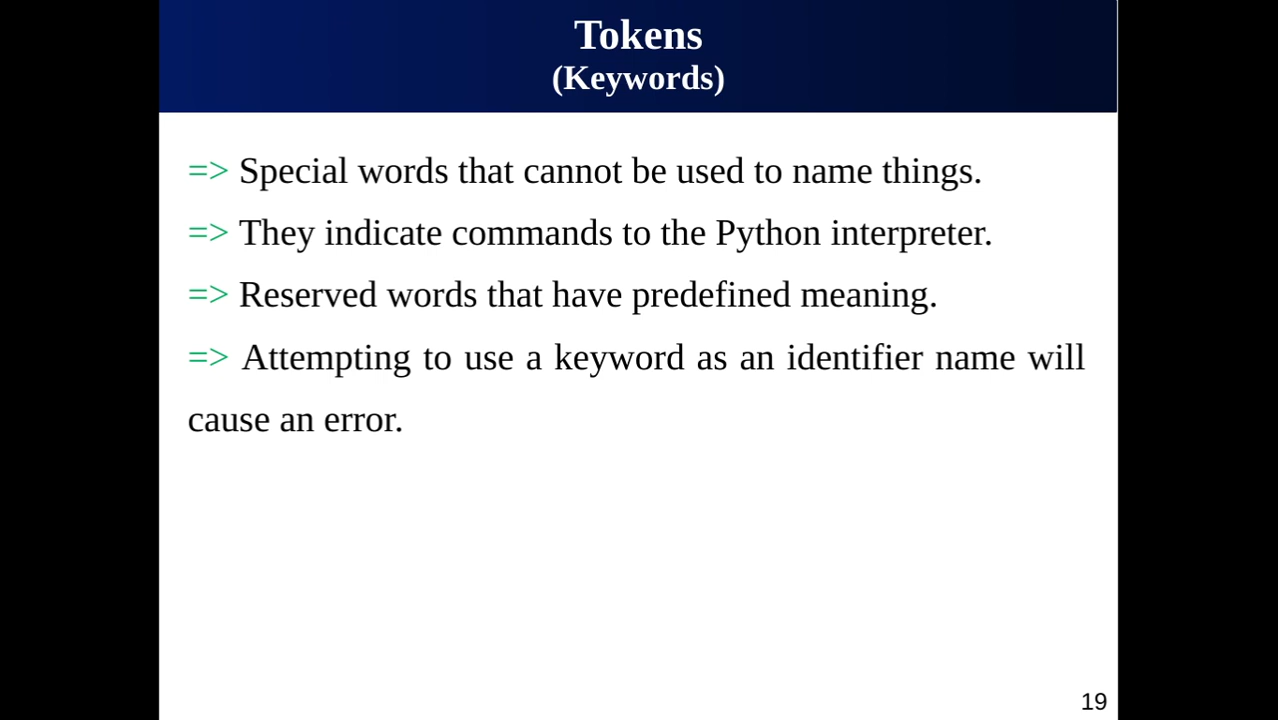 Tokens
(Keywords)
=> Special words that cannot be used to name things.
=> They indicate commands to the Python interpreter.
=> Reserved words that have predefined meaning.
=> Attempting to use a keyword as an identifier name will
cause an error.
19